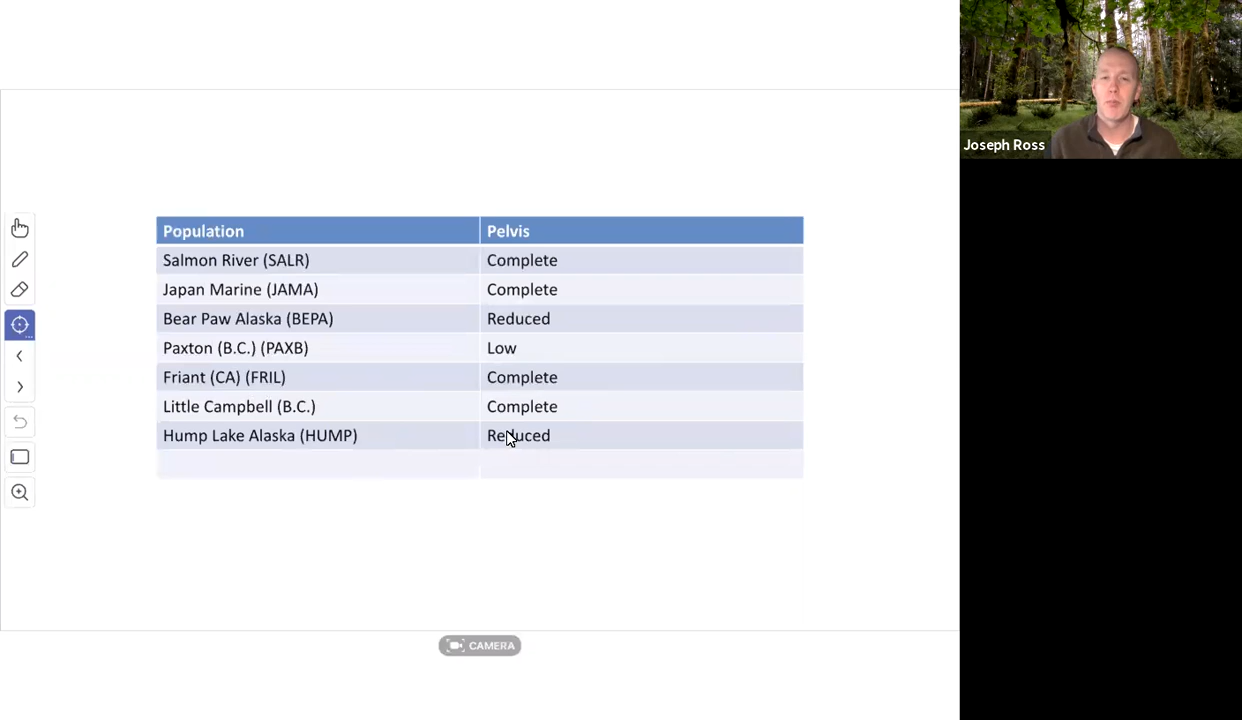 Population Pelvis
Salmon River (SALR) Complete
Japan Marine (JAMA) Complete
Bear Paw Alaska (BEPA) Reduced
Paxton (B.C.) (PAXB) Low
Friant (CA) (FRIL) Complete
Little Campbell (B.C.) Complete
Hump Lake Alaska (HUMP) Reduced
CAMERA
Joseph Ross